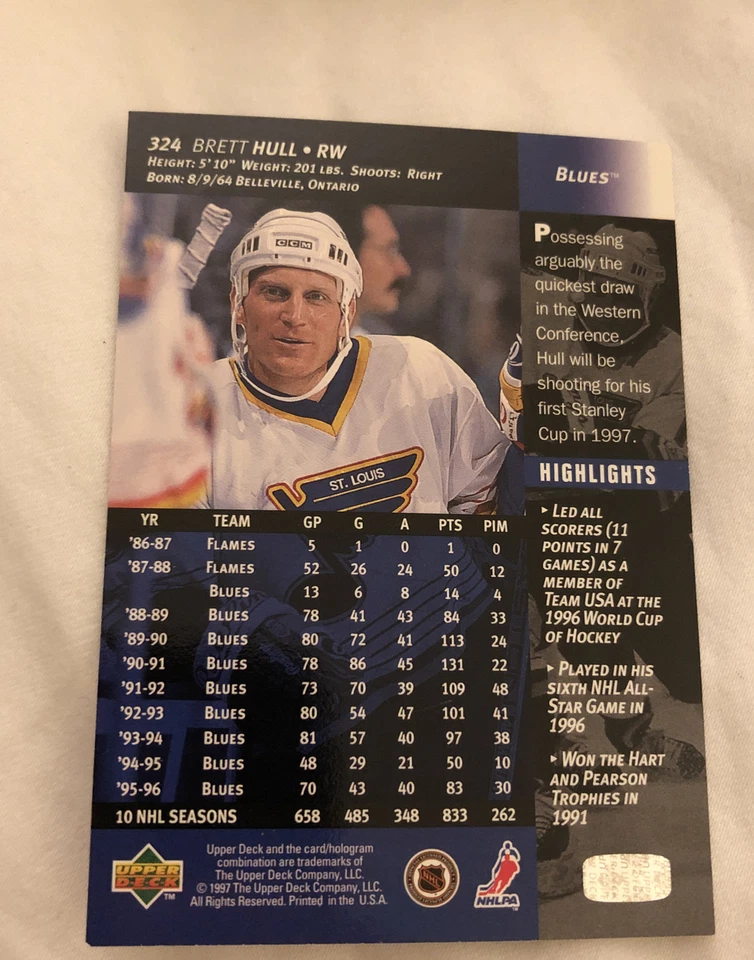 324 BRETT HULL • RW
HEIGHT: 5'10" WEIGHT: 201 LBS. SHOOTS: RIGHT
BORN: 8/9/64 BELLEVILLE, ONTARIO
BLUES™
CCM
ST. LOUIS
Possessing
arguably the
quickest draw
in the Western
Conference,
Hull will be
shooting for his
first Stanley
Cup in 1997.
HIGHLIGHTS
▸ LED ALL
SCORERS (11
POINTS IN 7
GAMES) AS A
MEMBER OF
TEAM USA AT THE
1996 WORLD CUP
OF HOCKEY
▸ PLAYED IN HIS
SIXTH NHL ALL-
STAR GAME IN
1996
▸ WON THE HART
AND PEARSON
TROPHIES IN
1991
YR TEAM GP G A PTS PIM
'86-87 FLAMES 5 1 0 1 0
'87-88 FLAMES 52 26 24 50 12
BLUES 13 6 8 14 4
'88-89 BLUES 78 41 43 84 33
'89-90 BLUES 80 72 41 113 24
'90-91 BLUES 78 86 45 131 22
'91-92 BLUES 73 70 39 109 48
'92-93 BLUES 80 54 47 101 41
'93-94 BLUES 81 57 40 97 38
'94-95 BLUES 48 29 21 50 10
'95-96 BLUES 70 43 40 83 30
10 NHL SEASONS 658 485 348 833 262
UPPER
DECK™
Upper Deck and the card/hologram
combination are trademarks of
The Upper Deck Company, LLC.
© 1997 The Upper Deck Company, LLC.
All Rights Reserved. Printed in the U.S.A.
NHL
NHLPA™